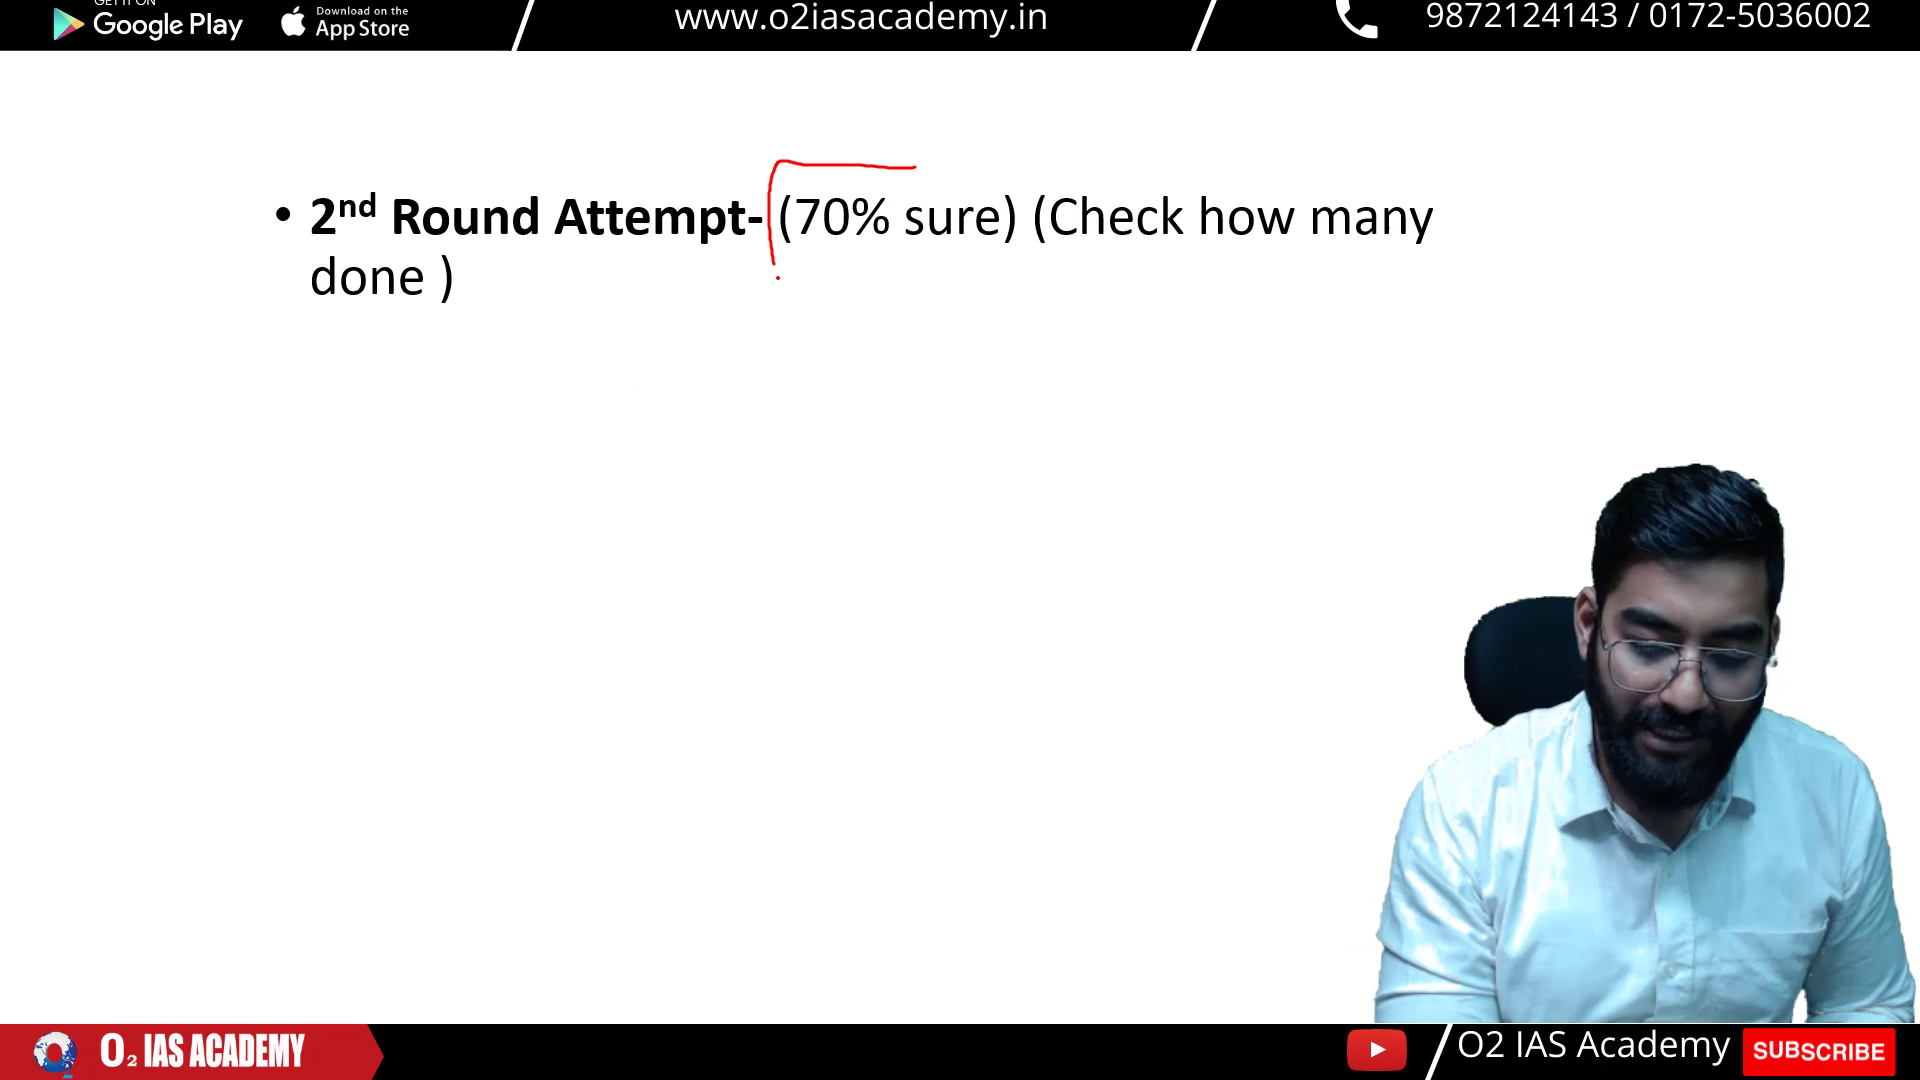 GET IT ON
Google Play
Download on the
App Store
www.o2iasacademy.in
9872124143 / 0172-5036002
• 2nd Round Attempt- (70% sure) (Check how many
done )
O2 IAS ACADEMY
O2 IAS Academy
SUBSCRIBE